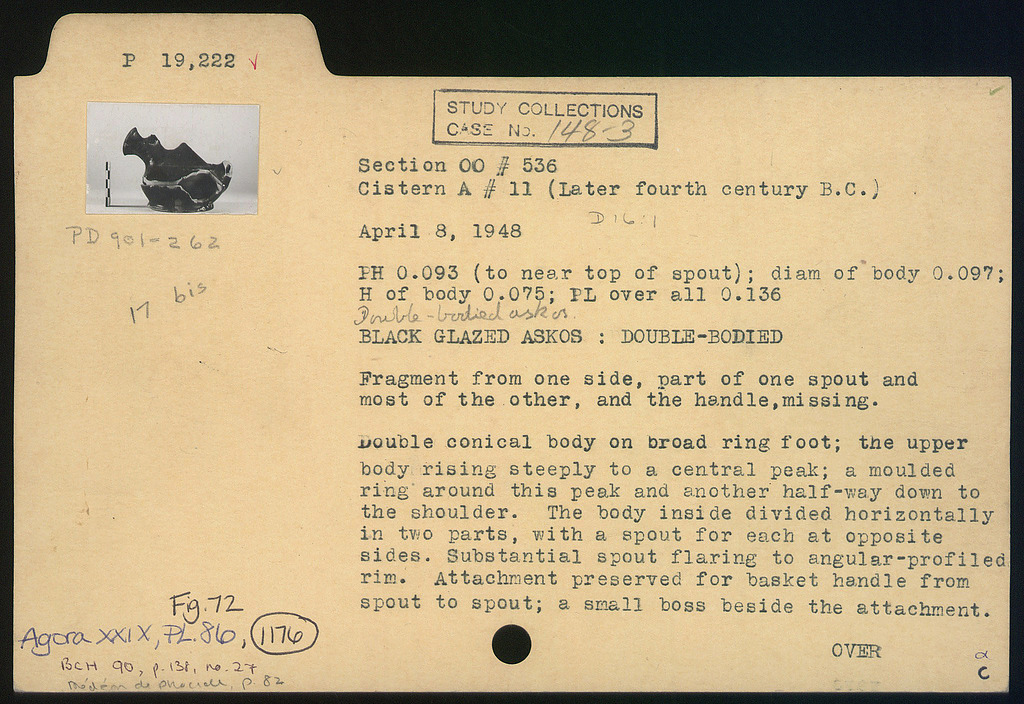 P 19,222 ✓
STUDY COLLECTIONS
CASE No. 148-3
Section OO # 536
Cistern A # 11 (Later fourth century B.C.)
D 16:1
April 8, 1948
PD 901-262
17 bis
PH 0.093 (to near top of spout); diam of body 0.097;
H of body 0.075; PL over all 0.136
Double-bodied askos.
BLACK GLAZED ASKOS : DOUBLE-BODIED
Fragment from one side, part of one spout and
most of the other, and the handle,missing.
Double conical body on broad ring foot; the upper
body rising steeply to a central peak; a moulded
ring around this peak and another half-way down to
the shoulder. The body inside divided horizontally
in two parts, with a spout for each at opposite
sides. Substantial spout flaring to angular-profiled
rim. Attachment preserved for basket handle from
spout to spout; a small boss beside the attachment.
OVER
α
C
Fig. 72
Agora XXIX, PL. 86, 1176
BCH 90, p. 138, no. 27
de p. 82